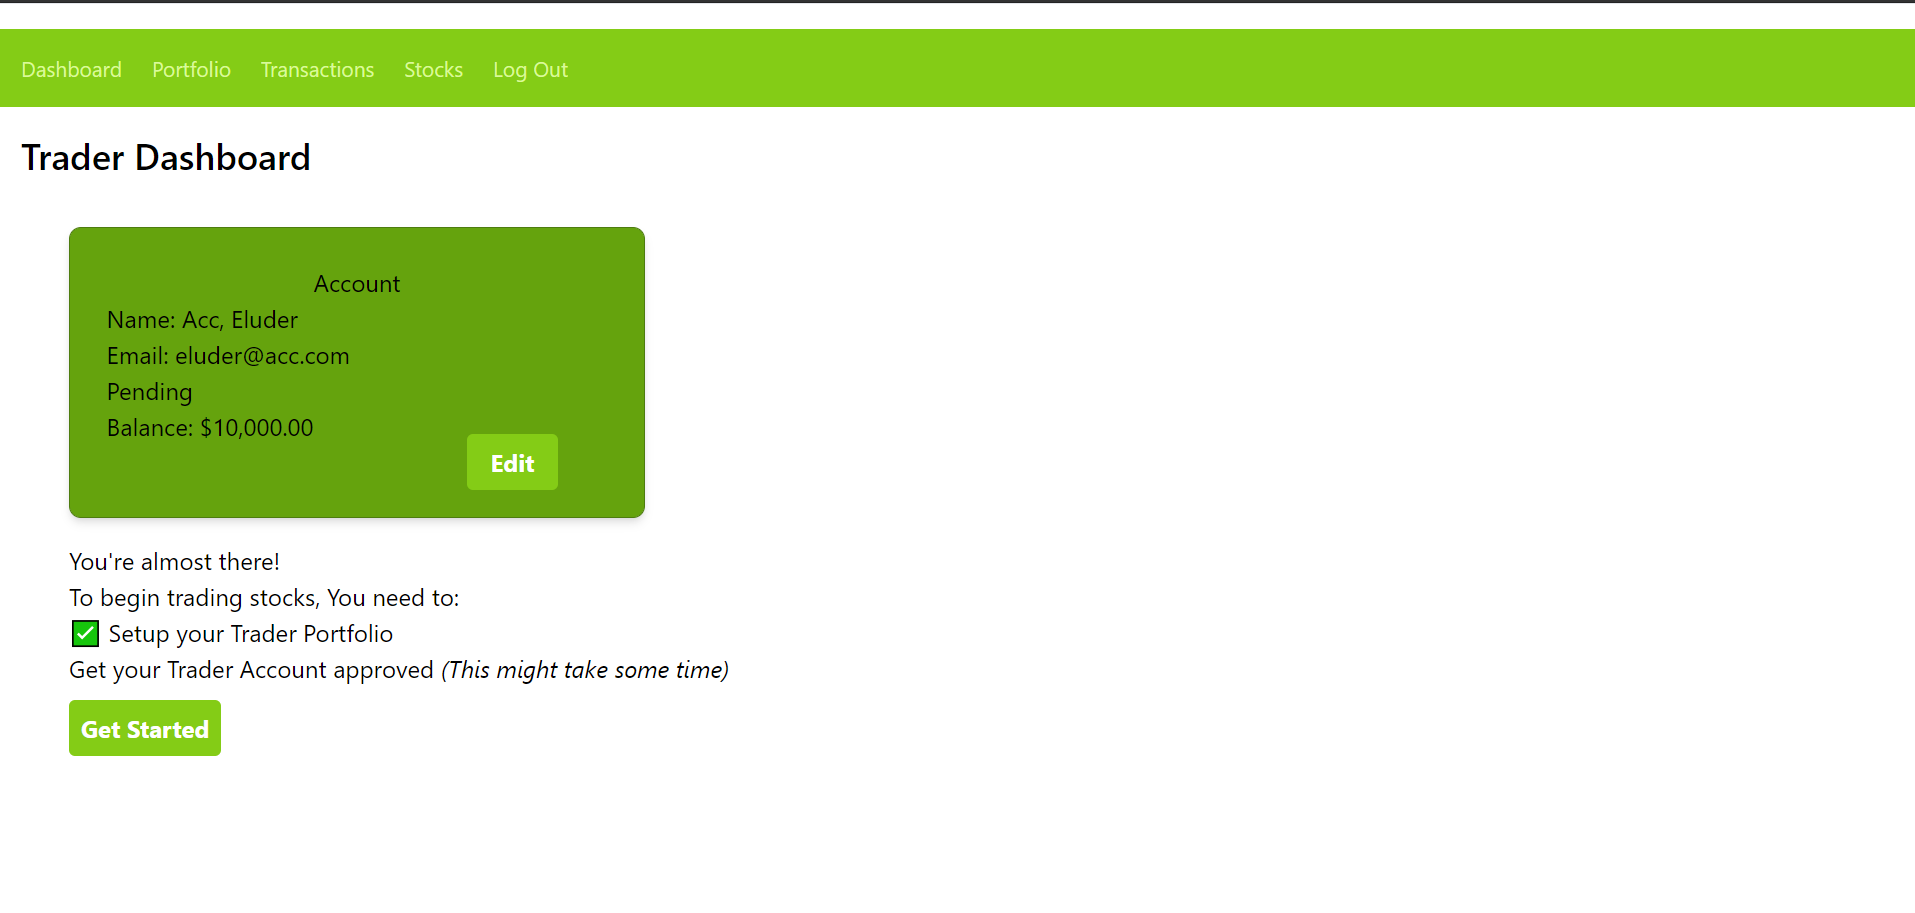 Dashboard Portfolio Transactions Stocks Log Out
Trader Dashboard
Account
Name: Acc, Eluder
Email: eluder@acc.com
Pending
Balance: $10,000.00
Edit
You're almost there!
To begin trading stocks, You need to:
✅ Setup your Trader Portfolio
Get your Trader Account approved (This might take some time)
Get Started